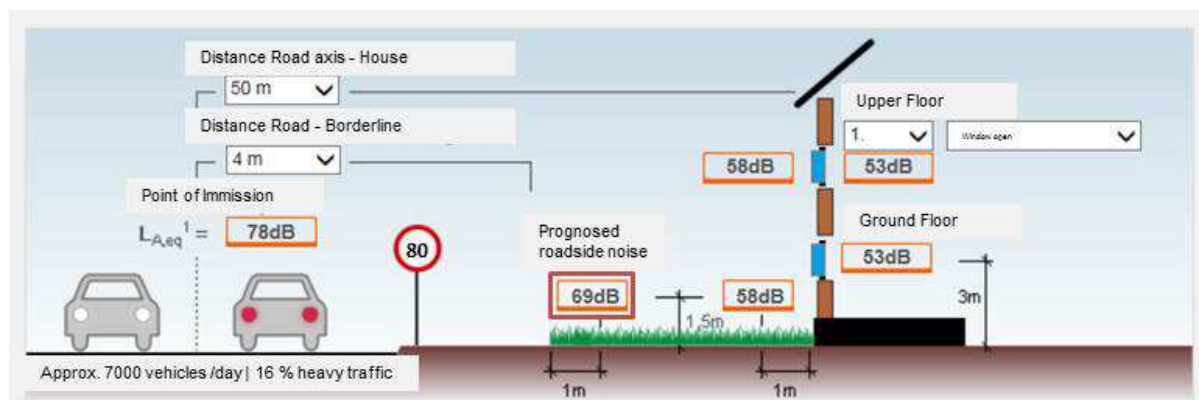 Distance Road axis - House
50 m
Distance Road - Borderline
4 m
Point of Immission
L_A,eq¹ = 78dB
80
Prognosed
roadside noise
69dB
58dB
1,5m
58dB
Upper Floor
1.
Window open
53dB
Ground Floor
53dB
3m
Approx. 7000 vehicles /day | 16 % heavy traffic
1m
1m